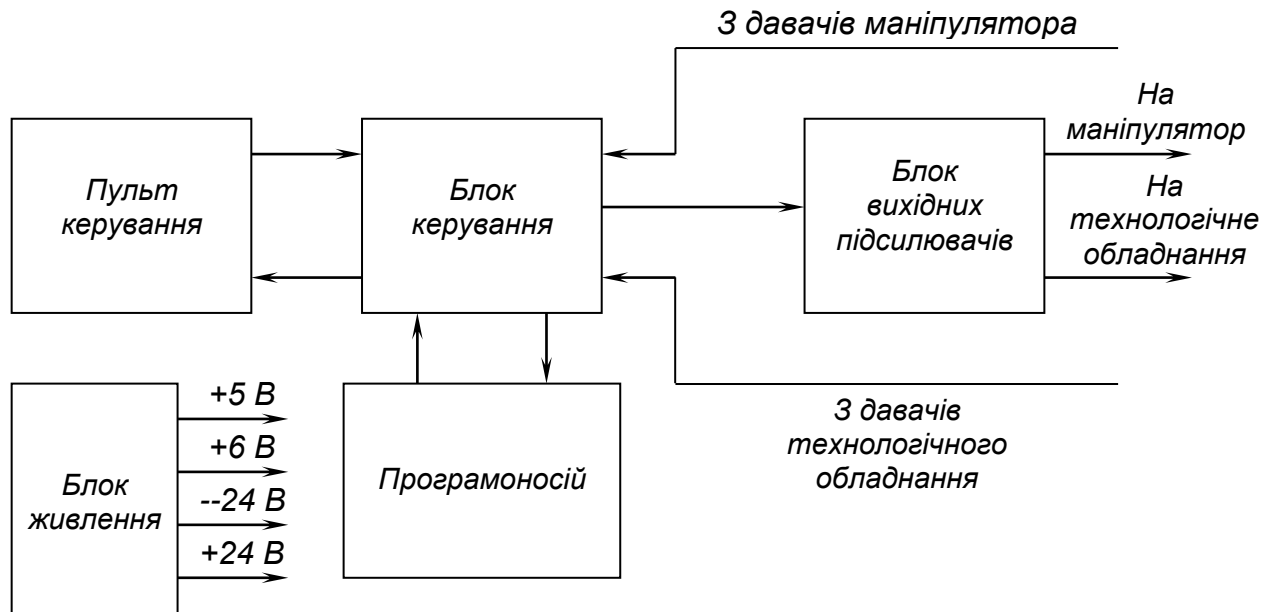 З давачів маніпулятора
На
маніпулятор
На
технологічне
обладнання
Пульт
керування
Блок
керування
Блок
вихідних
підсилювачів
Блок
живлення
+5 В
+6 В
--24 В
+24 В
Програмоносій
З давачів
технологічного
обладнання